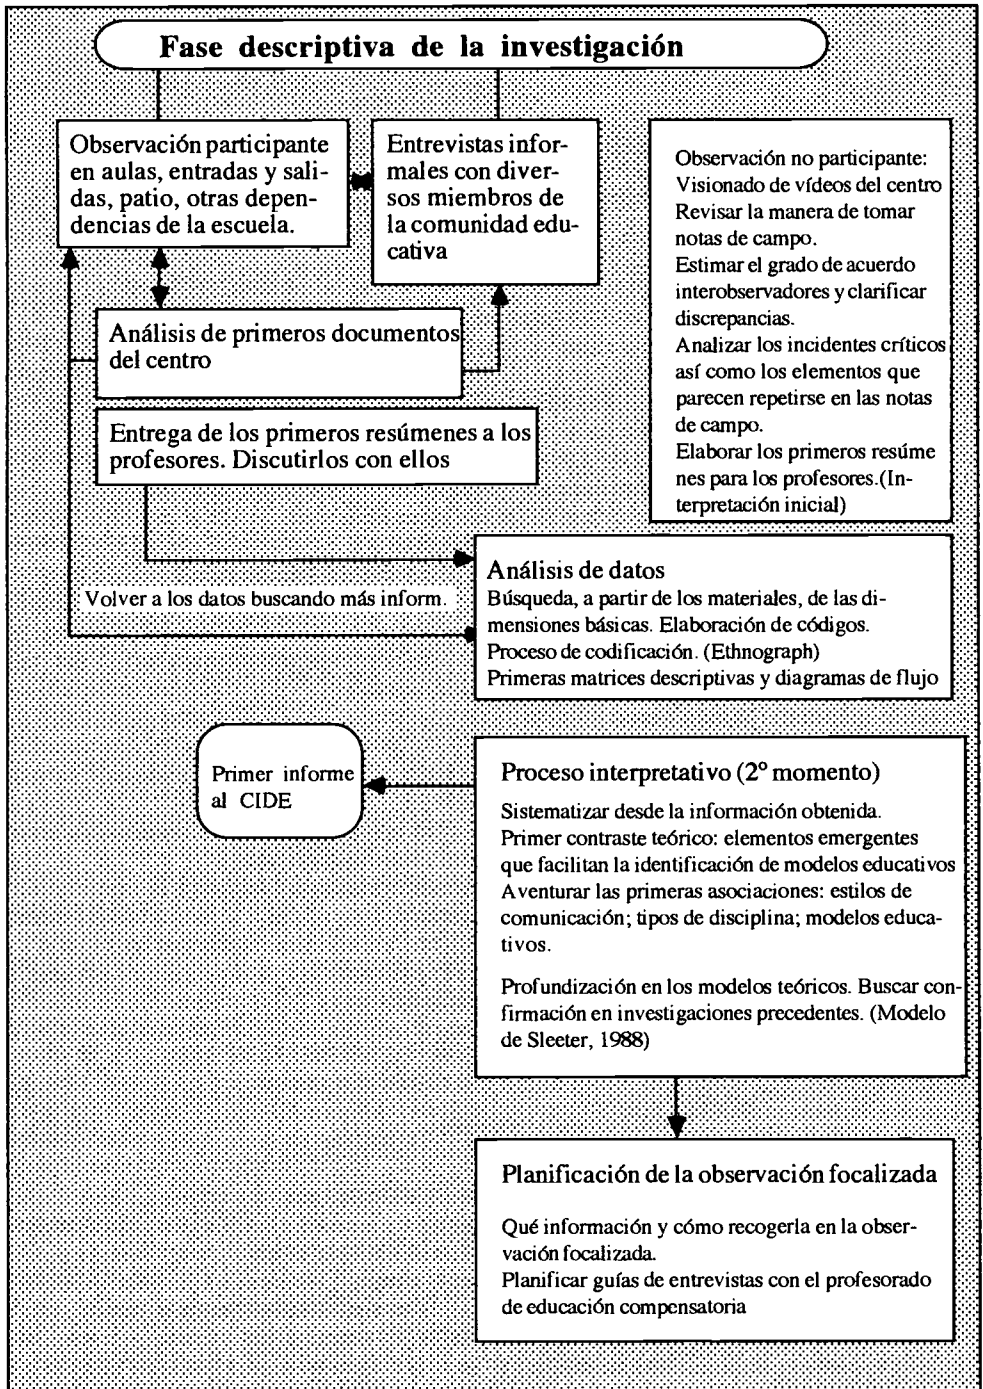 Fase descriptiva de la investigación
Observación participante
en aulas, entradas y sali-
das, patio, otras depen-
dencias de la escuela.
Entrevistas infor-
males con diver-
sos miembros de
la comunidad edu-
cativa
Observación no participante:
Visionado de vídeos del centro
Revisar la manera de tomar
notas de campo.
Estimar el grado de acuerdo
interobservadores y clarificar
discrepancias.
Analizar los incidentes críticos
así como los elementos que
parecen repetirse en las notas
de campo.
Elaborar los primeros resúme
nes para los profesores.(In-
terpretación inicial)
Análisis de primeros documentos
del centro
Entrega de los primeros resúmenes a los
profesores. Discutirlos con ellos
Volver a los datos buscando más inform.
Análisis de datos
Búsqueda, a partir de los materiales, de las di-
mensiones básicas. Elaboración de códigos.
Proceso de codificación. (Ethnograph)
Primeras matrices descriptivas y diagramas de flujo
Primer informe
al CIDE
Proceso interpretativo (2º momento)
Sistematizar desde la información obtenida.
Primer contraste teórico: elementos emergentes
que facilitan la identificación de modelos educativos
Aventurar las primeras asociaciones: estilos de
comunicación; tipos de disciplina; modelos educa-
tivos.
Profundización en los modelos teóricos. Buscar con-
firmación en investigaciones precedentes. (Modelo
de Sleeter, 1988)
Planificación de la observación focalizada
Qué información y cómo recogerla en la obser-
vación focalizada.
Planificar guías de entrevistas con el profesorado
de educación compensatoria